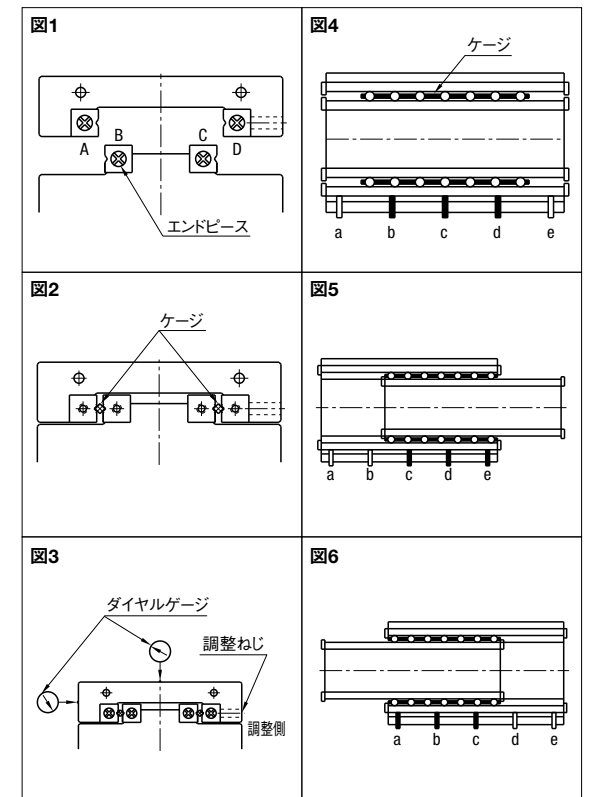 図1
A
B
C
D
エンドピース
図2
ケージ
図3
ダイヤルゲージ
調整ねじ
調整側
図4
ケージ
a b c d e
図5
a b c d e
図6
a b c d e